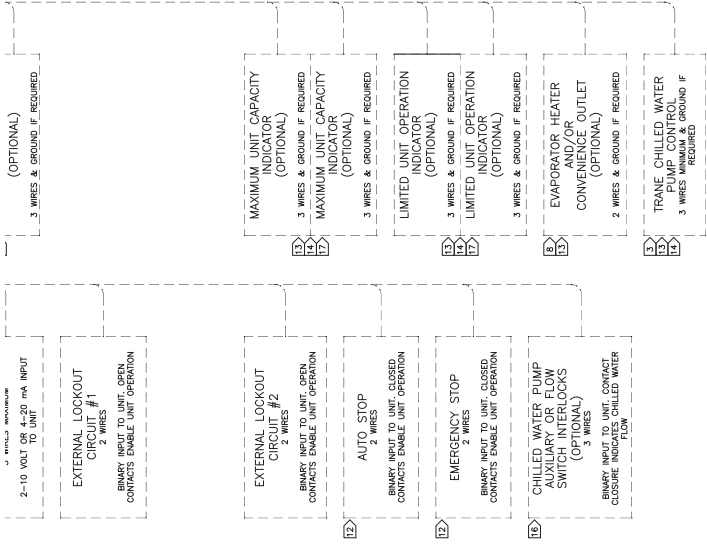 (OPTIONAL)
3 WIRES & GROUND IF REQUIRED
MAXIMUM UNIT CAPACITY
INDICATOR
(OPTIONAL)
3 WIRES & GROUND IF REQUIRED
13
14
17
MAXIMUM UNIT CAPACITY
INDICATOR
(OPTIONAL)
3 WIRES & GROUND IF REQUIRED
LIMITED UNIT OPERATION
INDICATOR
(OPTIONAL)
3 WIRES & GROUND IF REQUIRED
13
14
17
LIMITED UNIT OPERATION
INDICATOR
(OPTIONAL)
3 WIRES & GROUND IF REQUIRED
8
13
EVAPORATOR HEATER
AND/OR
CONVENIENCE OUTLET
(OPTIONAL)
2 WIRES & GROUND IF REQUIRED
3
13
14
TRANE CHILLED WATER
PUMP CONTROL
3 WIRES MINIMUM & GROUND IF
REQUIRED
3 WIRES MAXIMUM
2-10 VOLT OR 4-20 mA INPUT
TO UNIT
EXTERNAL LOCKOUT
CIRCUIT #1
2 WIRES
BINARY INPUT TO UNIT. OPEN
CONTACTS ENABLE UNIT OPERATION
EXTERNAL LOCKOUT
CIRCUIT #2
2 WIRES
BINARY INPUT TO UNIT. OPEN
CONTACTS ENABLE UNIT OPERATION
12
AUTO STOP
2 WIRES
BINARY INPUT TO UNIT. CLOSED
CONTACTS ENABLE UNIT OPERATION
12
EMERGENCY STOP
2 WIRES
BINARY INPUT TO UNIT. CLOSED
CONTACTS ENABLE UNIT OPERATION
16
CHILLED WATER PUMP
AUXILIARY OR FLOW
SWITCH INTERLOCKS
(OPTIONAL)
3 WIRES
BINARY INPUT TO UNIT. CONTACT
CLOSURE INDICATES CHILLED WATER
FLOW